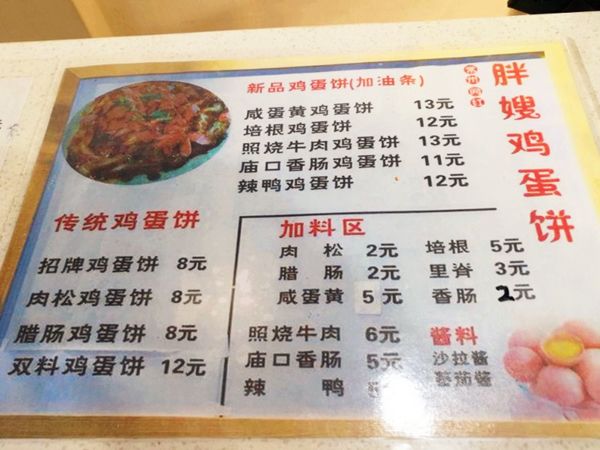 胖嫂鸡蛋饼
新品鸡蛋饼(加油条)
咸蛋黄鸡蛋饼 13元
培根鸡蛋饼 12元
照烧牛肉鸡蛋饼 13元
庙口香肠鸡蛋饼 11元
辣鸭鸡蛋饼 12元
传统鸡蛋饼
招牌鸡蛋饼 8元
肉松鸡蛋饼 8元
腊肠鸡蛋饼 8元
双料鸡蛋饼 12元
加料区
肉松 2元 培根 5元
腊肠 2元 里脊 3元
咸蛋黄 5元 香肠 2元
照烧牛肉 6元 酱料
庙口香肠 5元 沙拉酱
辣鸭 蕃茄酱